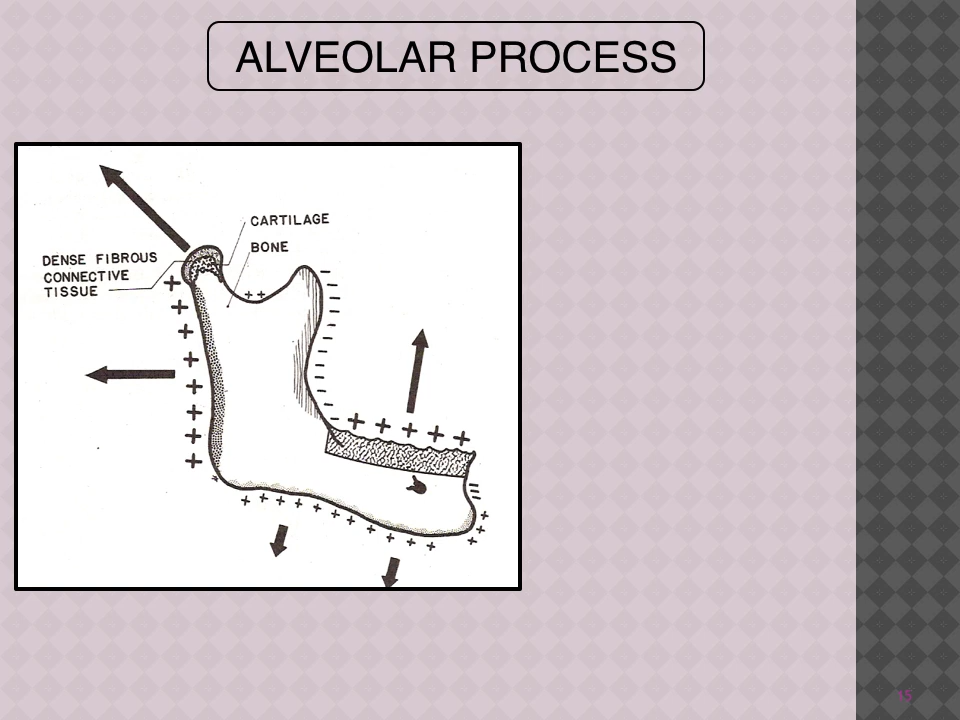 ALVEOLAR PROCESS
CARTILAGE
BONE
DENSE FIBROUS
CONNECTIVE
TISSUE
15